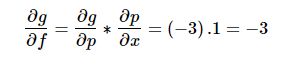 ∂g/∂f = ∂g/∂p * ∂p/∂x = (−3).1 = −3